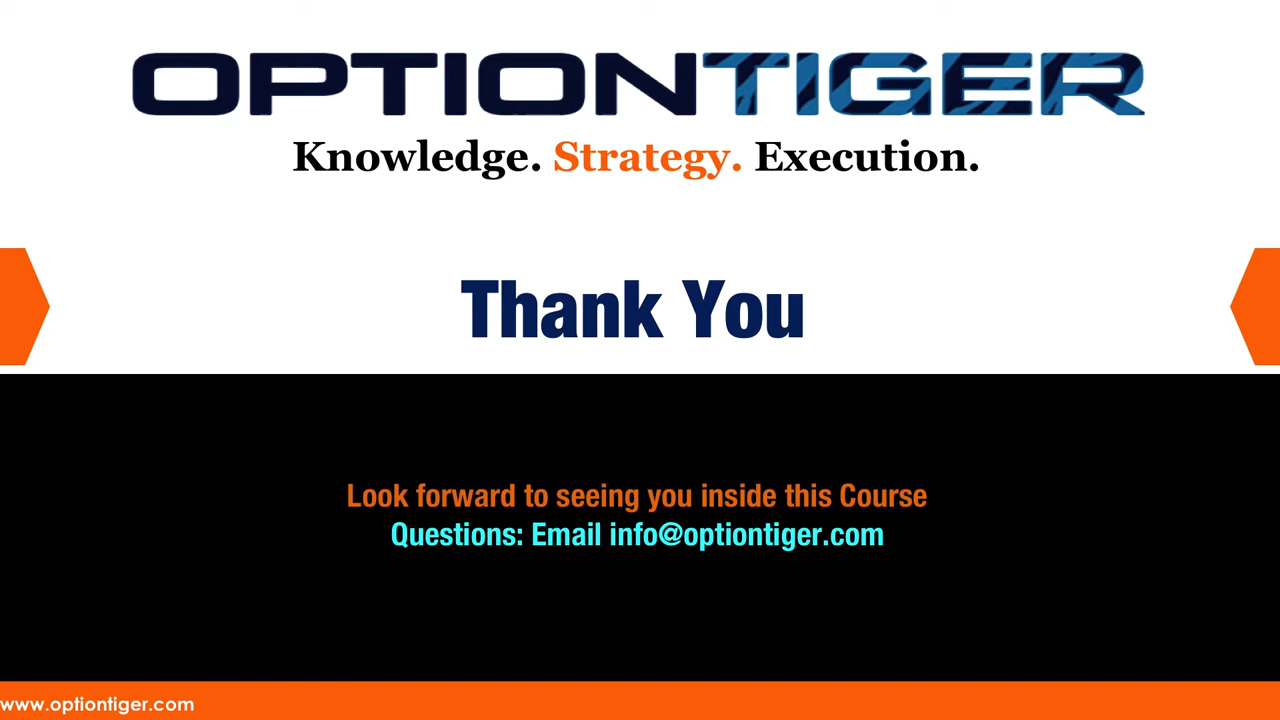 OPTIONTIGER
Knowledge. Strategy. Execution.
Thank You
Look forward to seeing you inside this Course
Questions: Email info@optiontiger.com
www.optiontiger.com